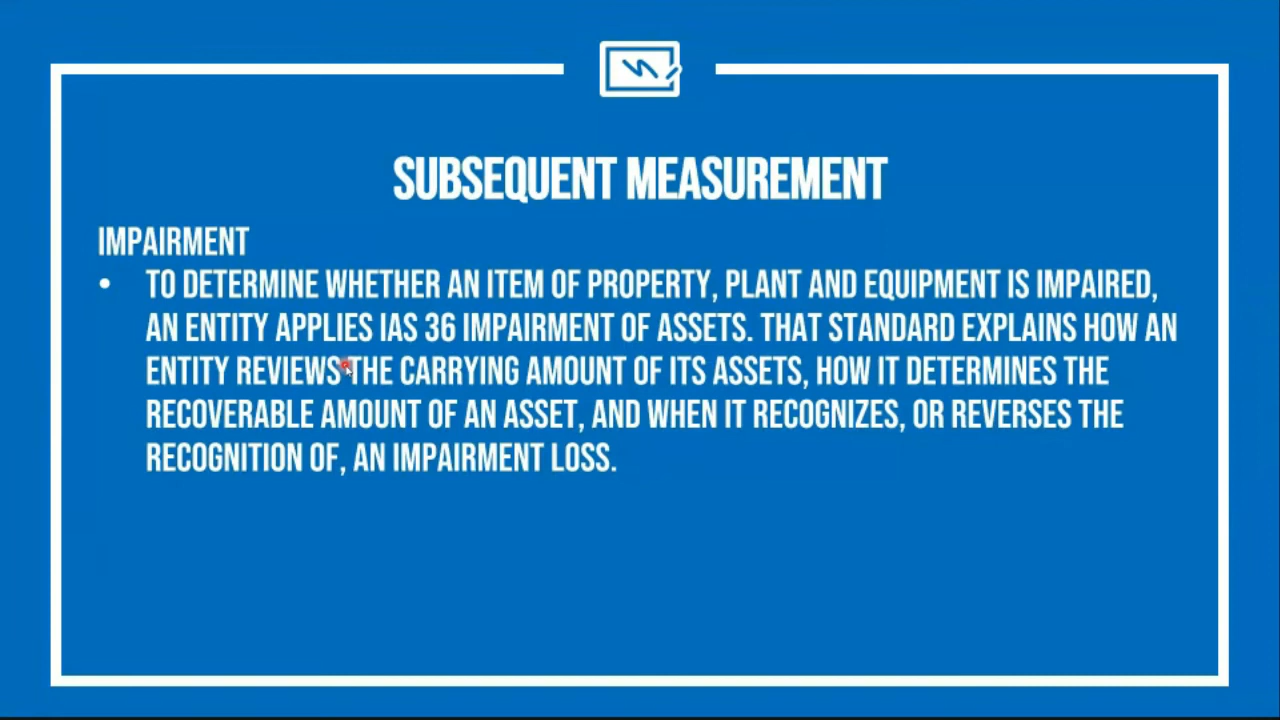 SUBSEQUENT MEASUREMENT
IMPAIRMENT
• TO DETERMINE WHETHER AN ITEM OF PROPERTY, PLANT AND EQUIPMENT IS IMPAIRED,
AN ENTITY APPLIES IAS 36 IMPAIRMENT OF ASSETS. THAT STANDARD EXPLAINS HOW AN
ENTITY REVIEWS THE CARRYING AMOUNT OF ITS ASSETS, HOW IT DETERMINES THE
RECOVERABLE AMOUNT OF AN ASSET, AND WHEN IT RECOGNIZES, OR REVERSES THE
RECOGNITION OF, AN IMPAIRMENT LOSS.